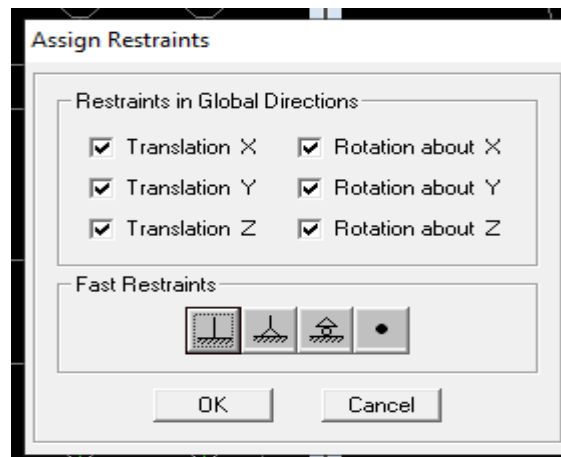 Assign Restraints
Restraints in Global Directions
Translation X Rotation about X
Translation Y Rotation about Y
Translation Z Rotation about Z
Fast Restraints
OK Cancel